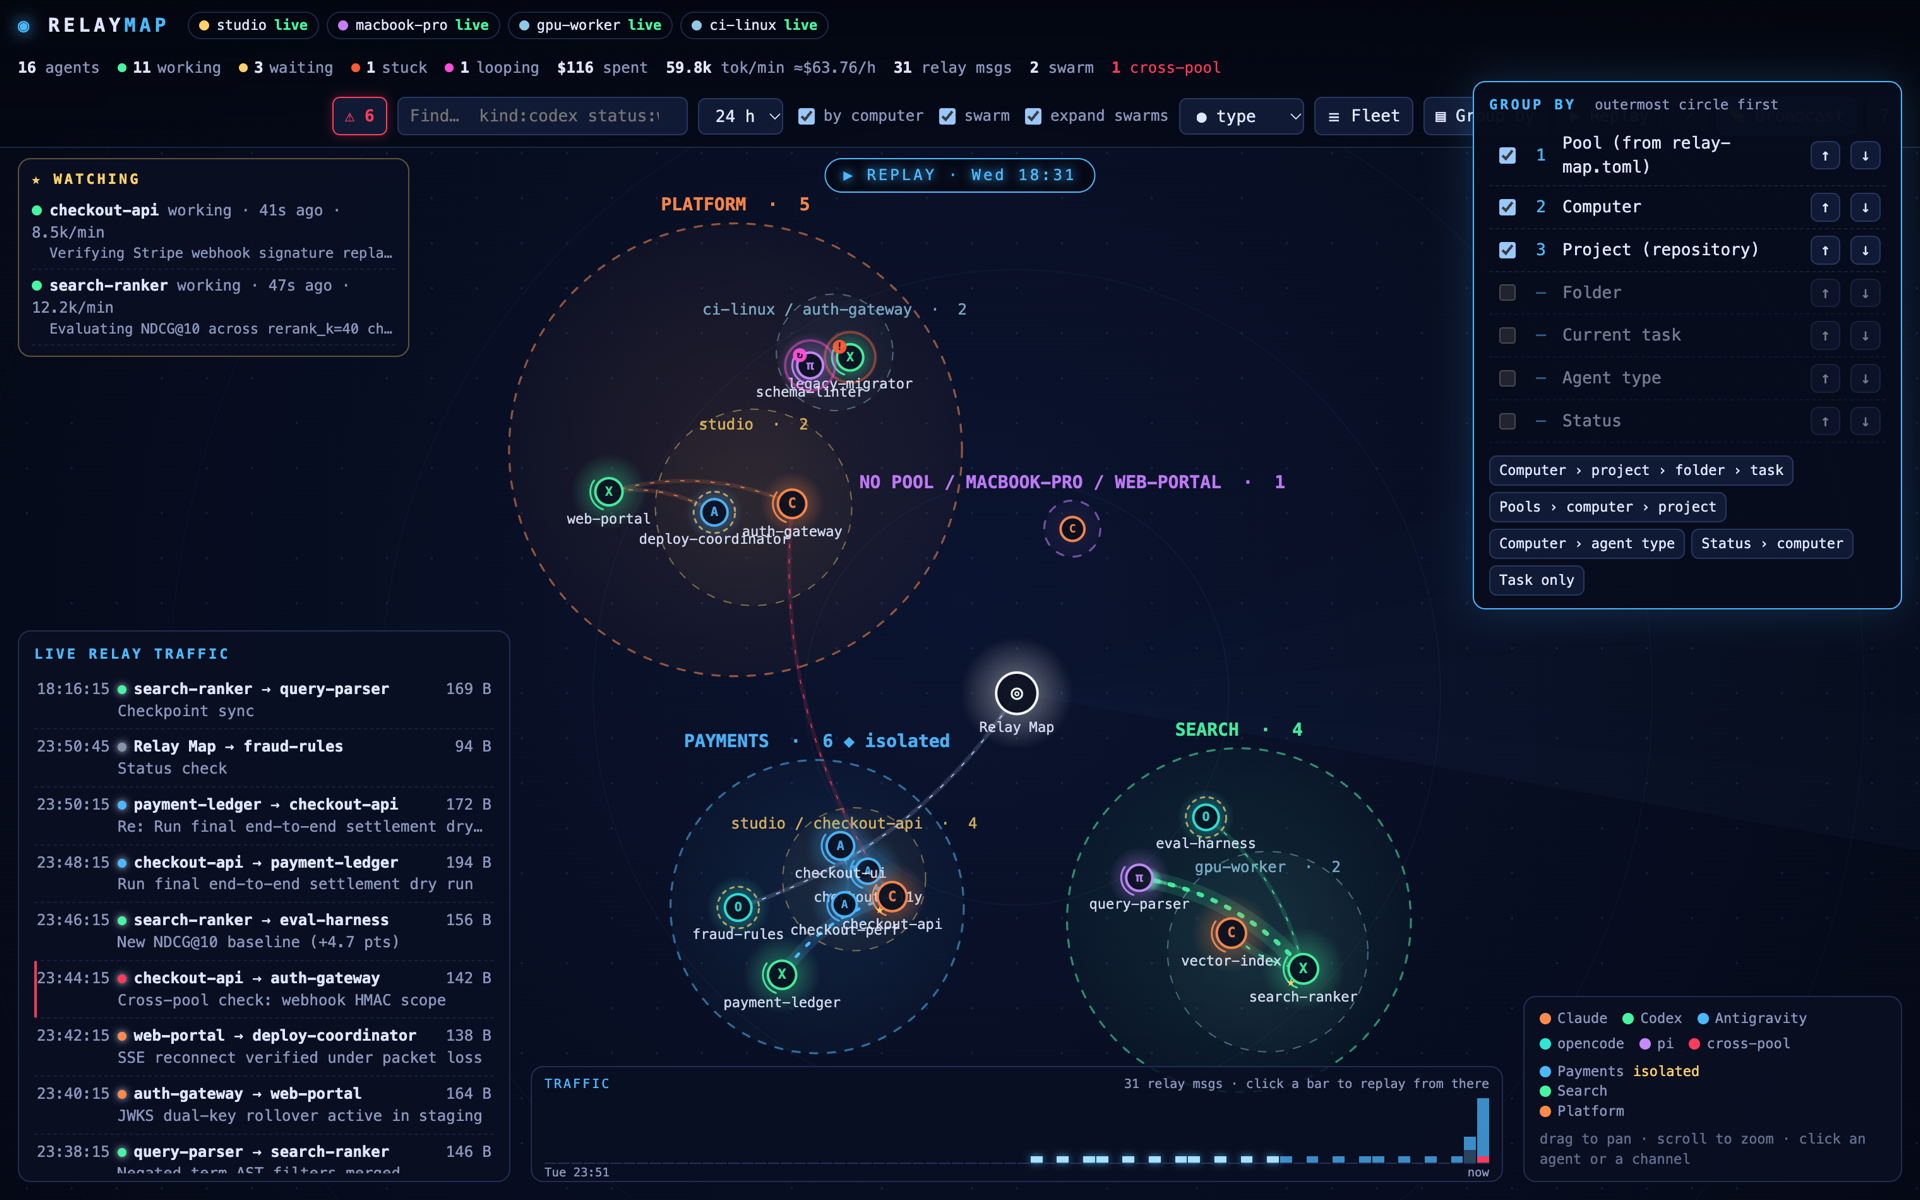 RELAYMAP
studio live
macbook-pro live
gpu-worker live
ci-linux live
16 agents 11 working 3 waiting 1 stuck 1 looping $116 spent 59.8k tok/min ≈$63.76/h 31 relay msgs 2 swarm 1 cross-pool
⚠ 6
Find… kind:codex status:
24 h
by computer
swarm
expand swarms
● type
≡ Fleet
▤ Gr
★ WATCHING
checkout-api working · 41s ago ·
8.5k/min
Verifying Stripe webhook signature repla…
search-ranker working · 47s ago ·
12.2k/min
Evaluating NDCG@10 across rerank_k=40 ch…
▶ REPLAY · Wed 18:31
GROUP BY outermost circle first
1 Pool (from relay-
map.toml) ↑ ↓
2 Computer ↑ ↓
3 Project (repository) ↑ ↓
— Folder ↑ ↓
— Current task ↑ ↓
— Agent type ↑ ↓
— Status ↑ ↓
Computer › project › folder › task
Pools › computer › project
Computer › agent type
Status › computer
Task only
PLATFORM · 5
ci-linux / auth-gateway · 2
π
! X
legacy-migrator
schema-linter
studio · 2
X
A
C
web-portal
auth-gateway
deploy-coordinator
NO POOL / MACBOOK-PRO / WEB-PORTAL · 1
C
Relay Map
PAYMENTS · 6 ◆ isolated
studio / checkout-api · 4
A
checkout-ui
A
C
A
O
checkout-api
checkout-perf
fraud-rules
X
payment-ledger
SEARCH · 4
O
eval-harness
gpu-worker · 2
π
query-parser
C
vector-index
X
search-ranker
LIVE RELAY TRAFFIC
18:16:15 search-ranker → query-parser 169 B
Checkpoint sync
23:50:45 Relay Map → fraud-rules 94 B
Status check
23:50:15 payment-ledger → checkout-api 172 B
Re: Run final end-to-end settlement dry…
23:48:15 checkout-api → payment-ledger 194 B
Run final end-to-end settlement dry run
23:46:15 search-ranker → eval-harness 156 B
New NDCG@10 baseline (+4.7 pts)
23:44:15 checkout-api → auth-gateway 142 B
Cross-pool check: webhook HMAC scope
23:42:15 web-portal → deploy-coordinator 138 B
SSE reconnect verified under packet loss
23:40:15 auth-gateway → web-portal 164 B
JWKS dual-key rollover active in staging
23:38:15 query-parser → search-ranker 146 B
Negated term AST filters merged
TRAFFIC
31 relay msgs · click a bar to replay from there
Tue 23:51
now
Claude Codex Antigravity
opencode pi cross-pool
Payments isolated
Search
Platform
drag to pan · scroll to zoom · click an
agent or a channel